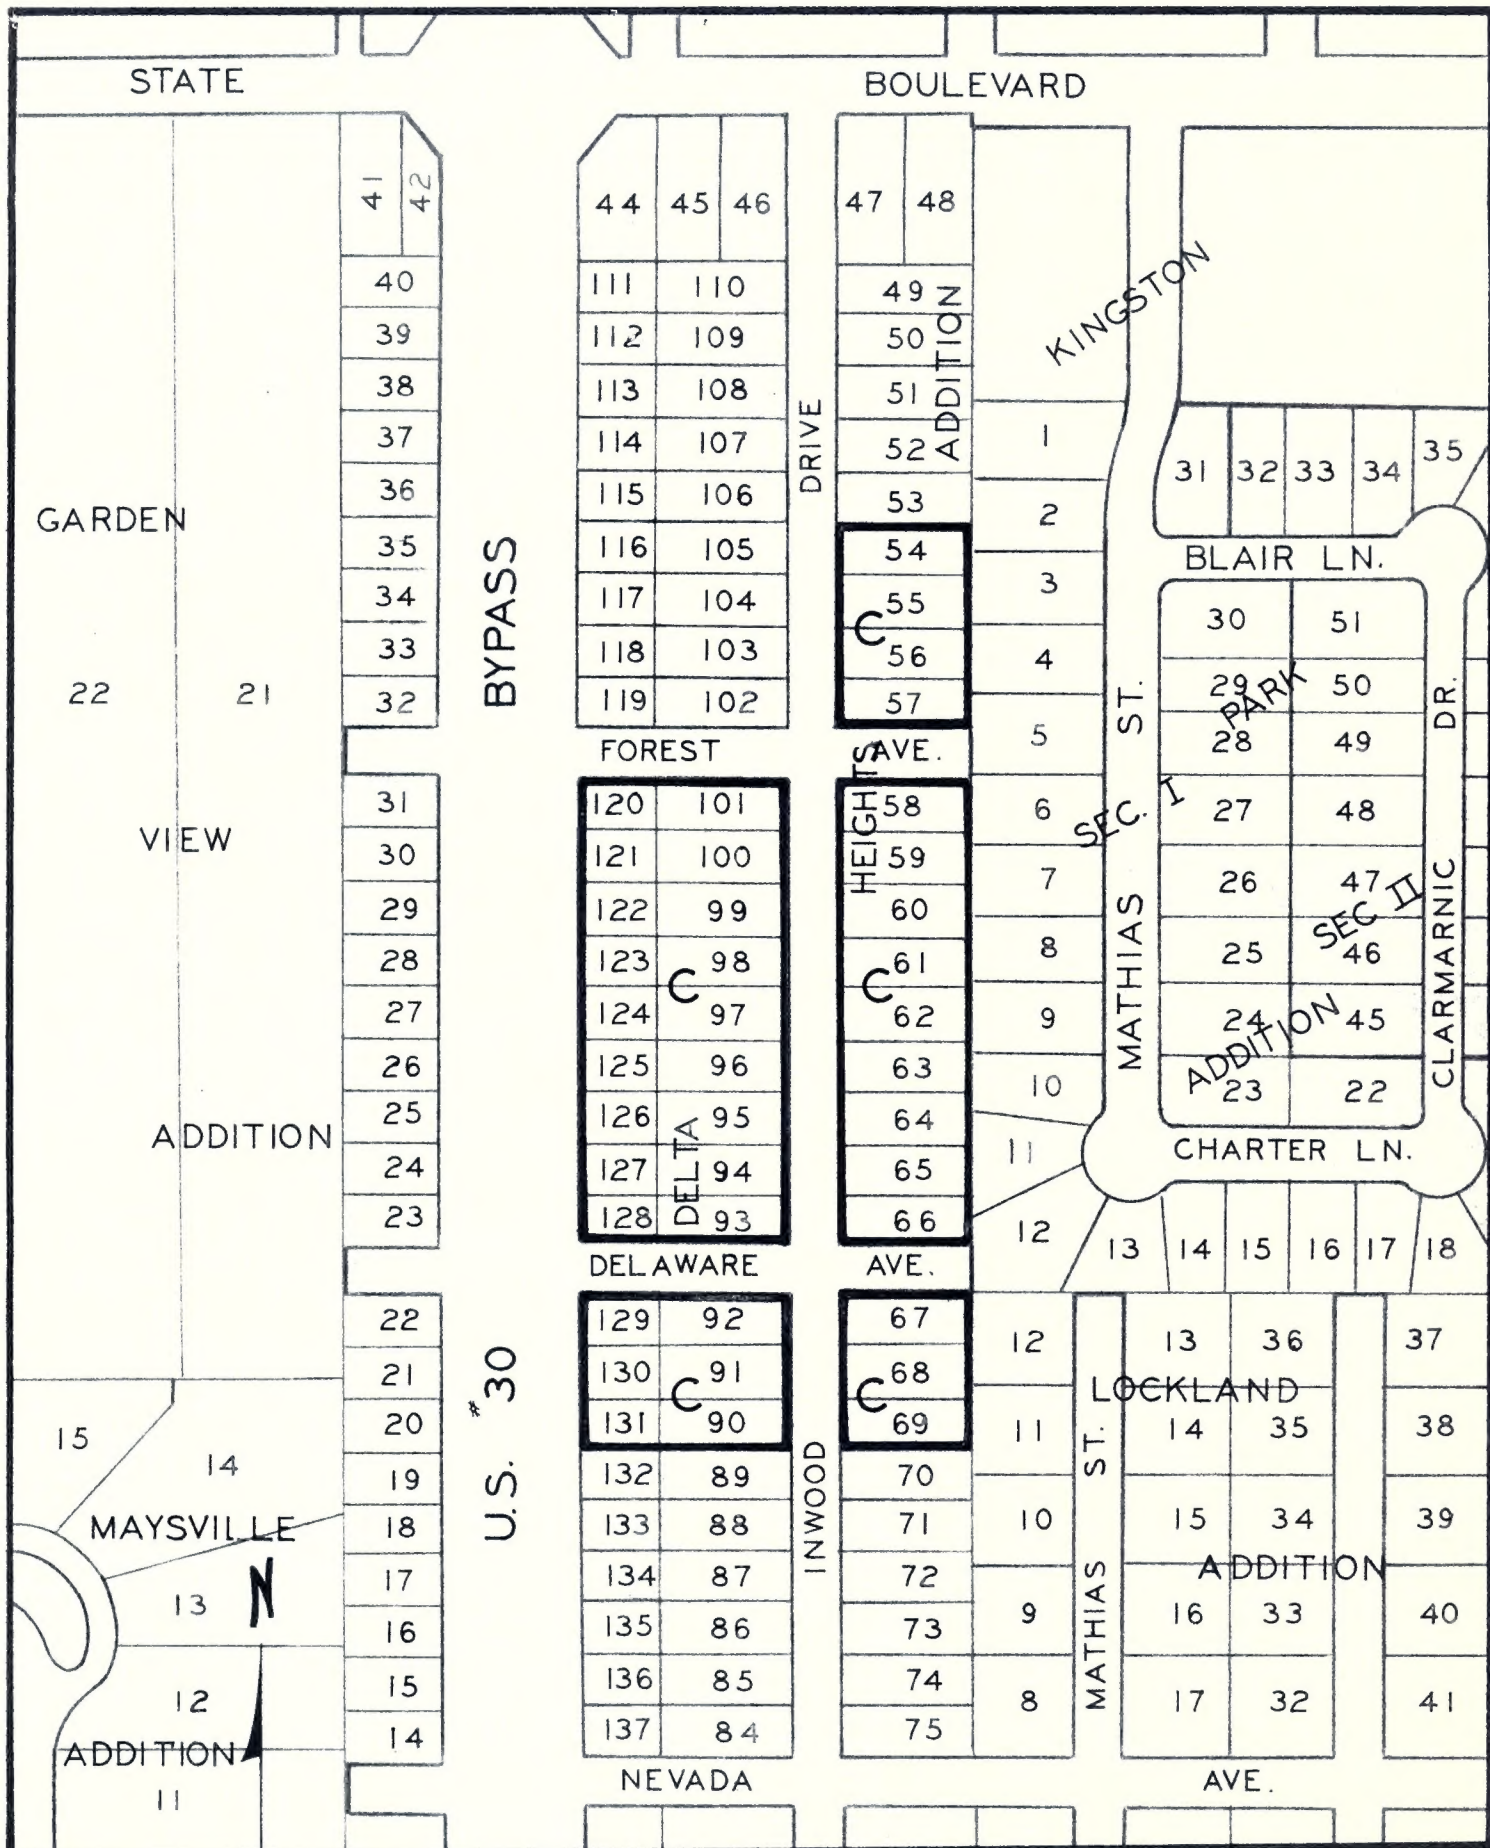 STATE BOULEVARD
41 42 44 45 46 47 48
40 111 110 49
39 112 109 50
38 113 108 51
37 114 107 52
36 115 106 53
35 116 105 54
34 117 104 55
33 118 103 56
32 119 102 57
C
22 21
GARDEN
VIEW
ADDITION
BYPASS
U.S. #30
DRIVE
INWOOD
FOREST AVE.
31 120 101 58
30 121 100 59
29 122 99 60
28 123 98 61
C C
27 124 97 62
26 125 96 63
25 126 95 64
24 127 94 65
23 128 93 66
DELTA
HEIGHTS
ADDITION
DELAWARE AVE.
22 129 92 67
21 130 91 68
C C
20 131 90 69
19 132 89 70
18 133 88 71
17 134 87 72
16 135 86 73
15 136 85 74
14 137 84 75
NEVADA AVE.
15
14
MAYSVILLE
13
N
12
ADDITION
11
KINGSTON
PARK
ADDITION
SEC. I
SEC II
1
2
3
4
5
6
7
8
9
10
11
12
31 32 33 34 35
BLAIR LN.
30 51
29 50
28 49
27 48
26 47
25 46
24 45
23 22
MATHIAS ST.
CLARMARNIC DR.
CHARTER LN.
13 14 15 16 17 18
12 13 36 37
LOCKLAND
11 14 35 38
10 15 34 39
ADDITION
9 16 33 40
8 17 32 41
MATHIAS ST.